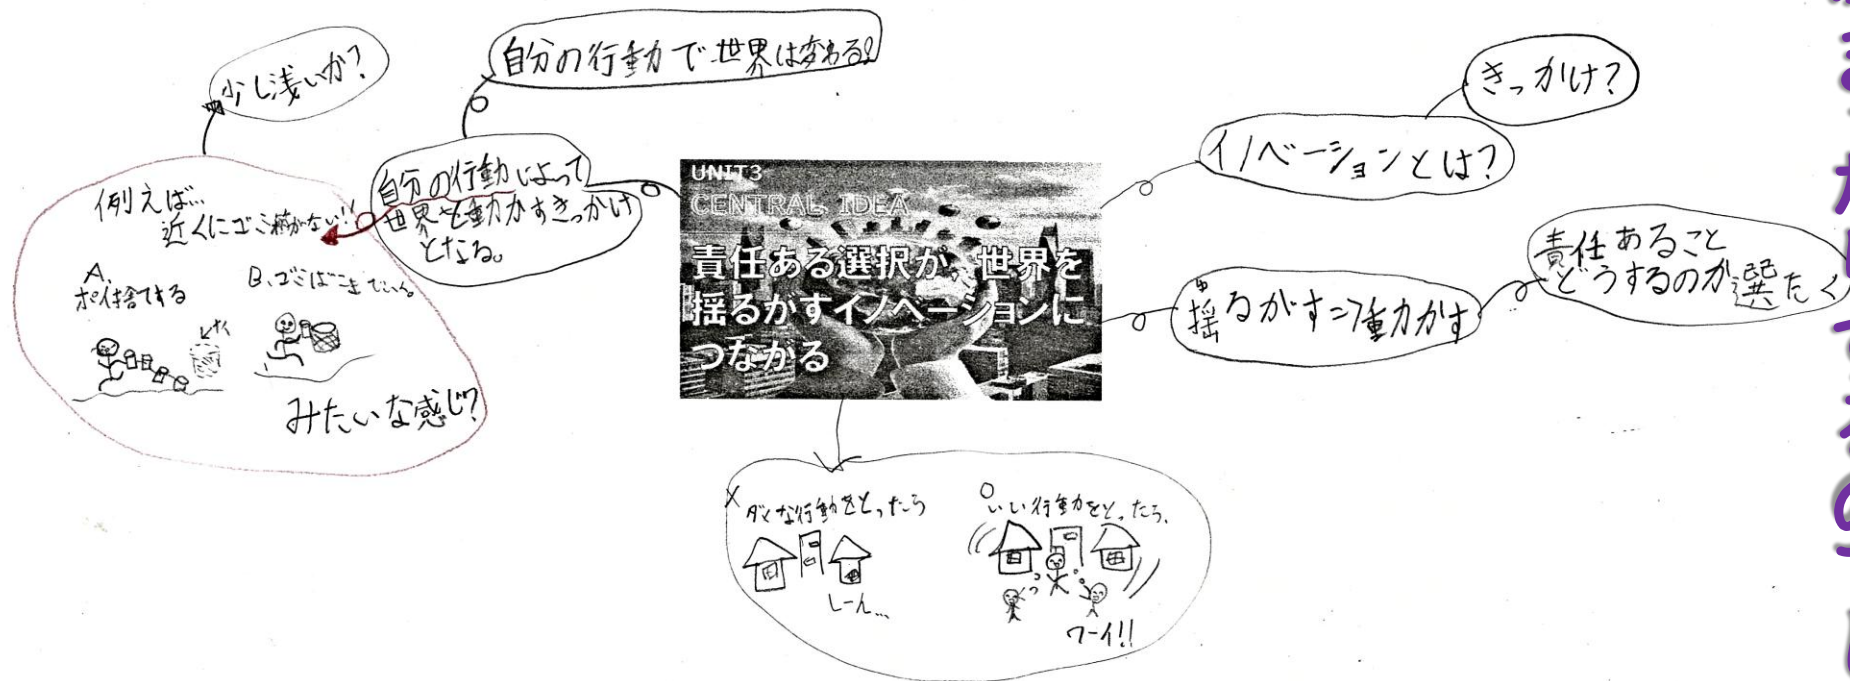 UNIT3
CENTRAL IDEA
責任ある選択が、世界を
揺るがすイノベーションに
つながる
自分の行動で世界は変わる?
少し浅いか?
自分の行動によって
世界を動かすきっかけ
となる。
例えば…
近くにゴミ箱がない!!
A.
ポイ捨てする
B.ゴミばこまでいく。
みたいな感じ?
きっかけ?
イノベーションとは?
揺るがす⇒動かす
責任あること
どうするのか選たく
×
ダメな行動をとったら
しーん…
○
いい行動をとったら、
ワーイ!!